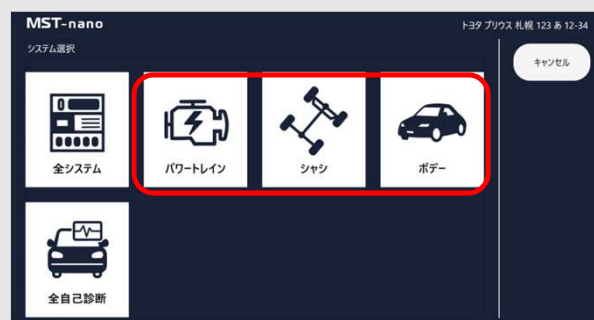 MST-nano
トヨタ プリウス 札幌 123 あ 12-34
システム選択
キャンセル
全システム
パワートレイン
シャシ
ボデー
全自己診断